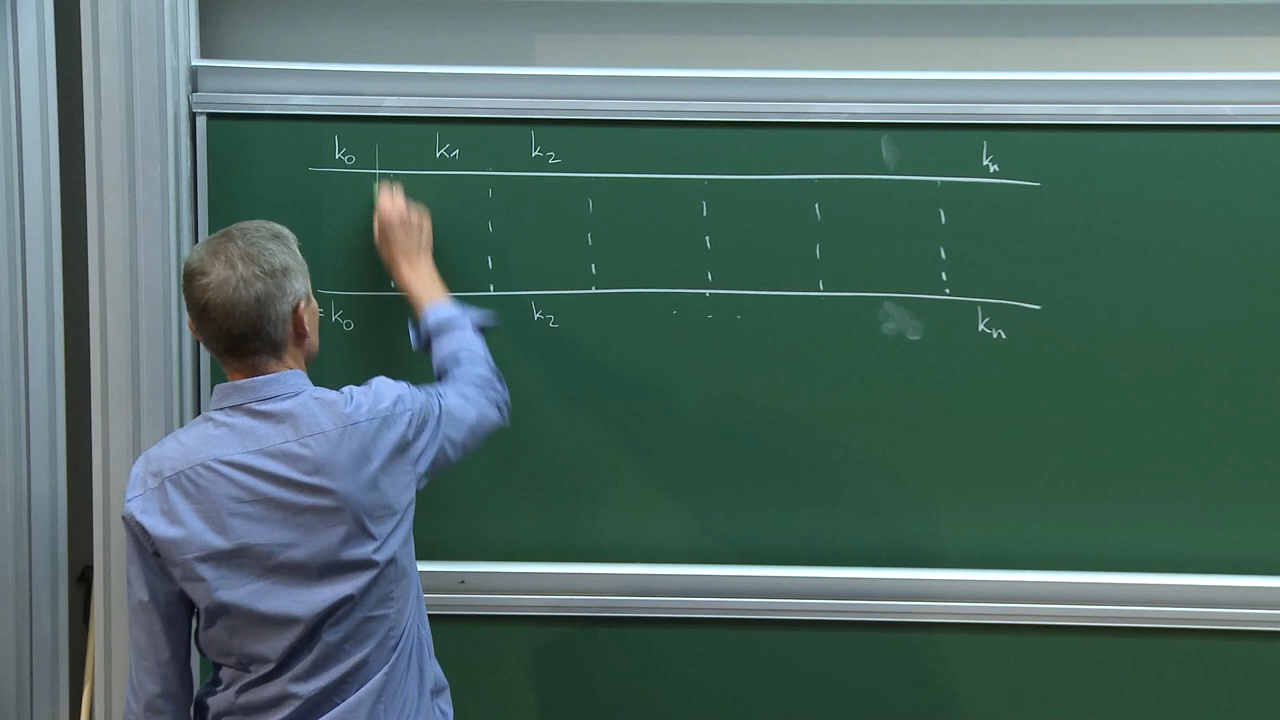 k₀ k₁ k₂ kₙ
= k₀ k₂ . . . kₙ